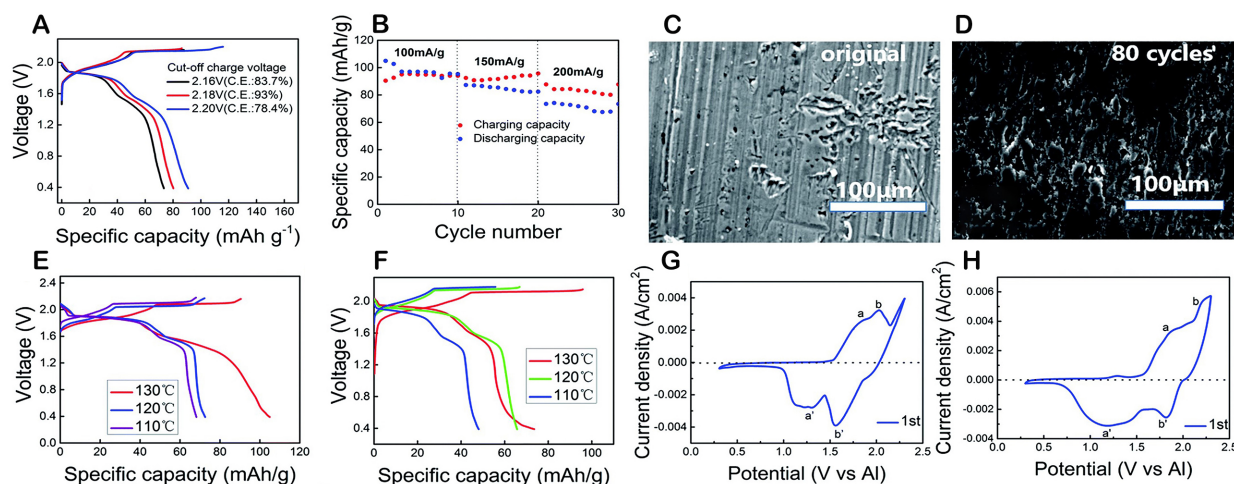 A
Voltage (V)
2.0
1.6
1.2
0.8
0.4
Cut-off charge voltage
2.16V(C.E.:83.7%)
2.18V(C.E.:93%)
2.20V(C.E.:78.4%)
0 20 40 60 80 100 120 140 160
Specific capacity (mAh g⁻¹)
B
Specific capacity (mAh/g)
120
100
80
60
40
20
0
100mA/g
150mA/g
200mA/g
Charging capacity
Discharging capacity
0 10 20 30
Cycle number
C
original
100μm
D
80 cycles
100μm
E
Voltage (V)
2.4
2.0
1.6
1.2
0.8
0.4
0.0
130℃
120℃
110℃
0 20 40 60 80 100 120
Specific capacity (mAh/g)
F
Voltage (V)
2.0
1.6
1.2
0.8
0.4
130℃
120℃
110℃
0 20 40 60 80 100
Specific capacity (mAh/g)
G
Current density (A/cm²)
0.004
0.002
0.000
-0.002
-0.004
a
b
a'
b'
1st
0.0 0.5 1.0 1.5 2.0 2.5
Potential (V vs Al)
H
Current density (A/cm²)
0.006
0.004
0.002
0.000
-0.002
-0.004
a
b
a'
b'
1st
0.0 0.5 1.0 1.5 2.0 2.5
Potential (V vs Al)